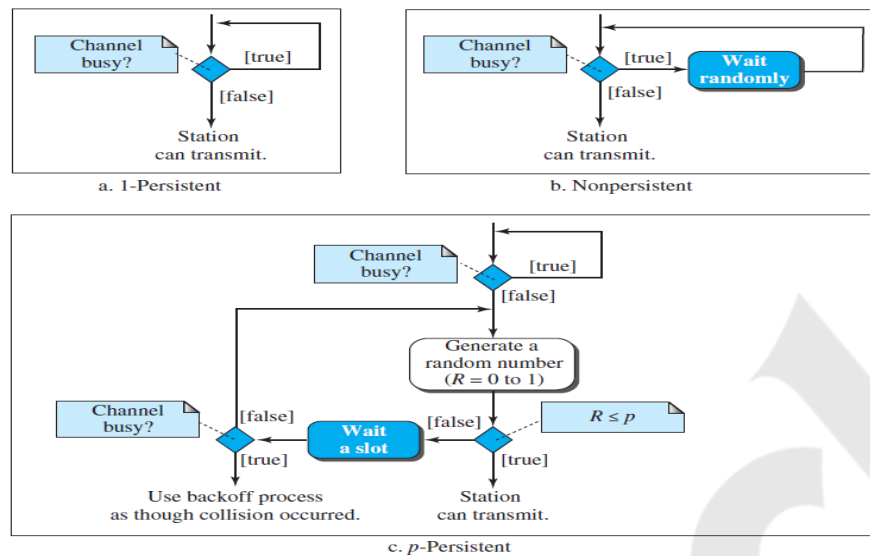 Channel
busy?
[true]
[false]
Station
can transmit.
a. 1-Persistent
Channel
busy?
[true]
Wait
randomly
[false]
Station
can transmit.
b. Nonpersistent
Channel
busy?
[true]
[false]
Generate a
random number
(R = 0 to 1)
Channel
busy?
[false]
Wait
a slot
[false]
R ≤ p
[true]
[true]
Use backoff process
as though collision occurred.
Station
can transmit.
c. p-Persistent